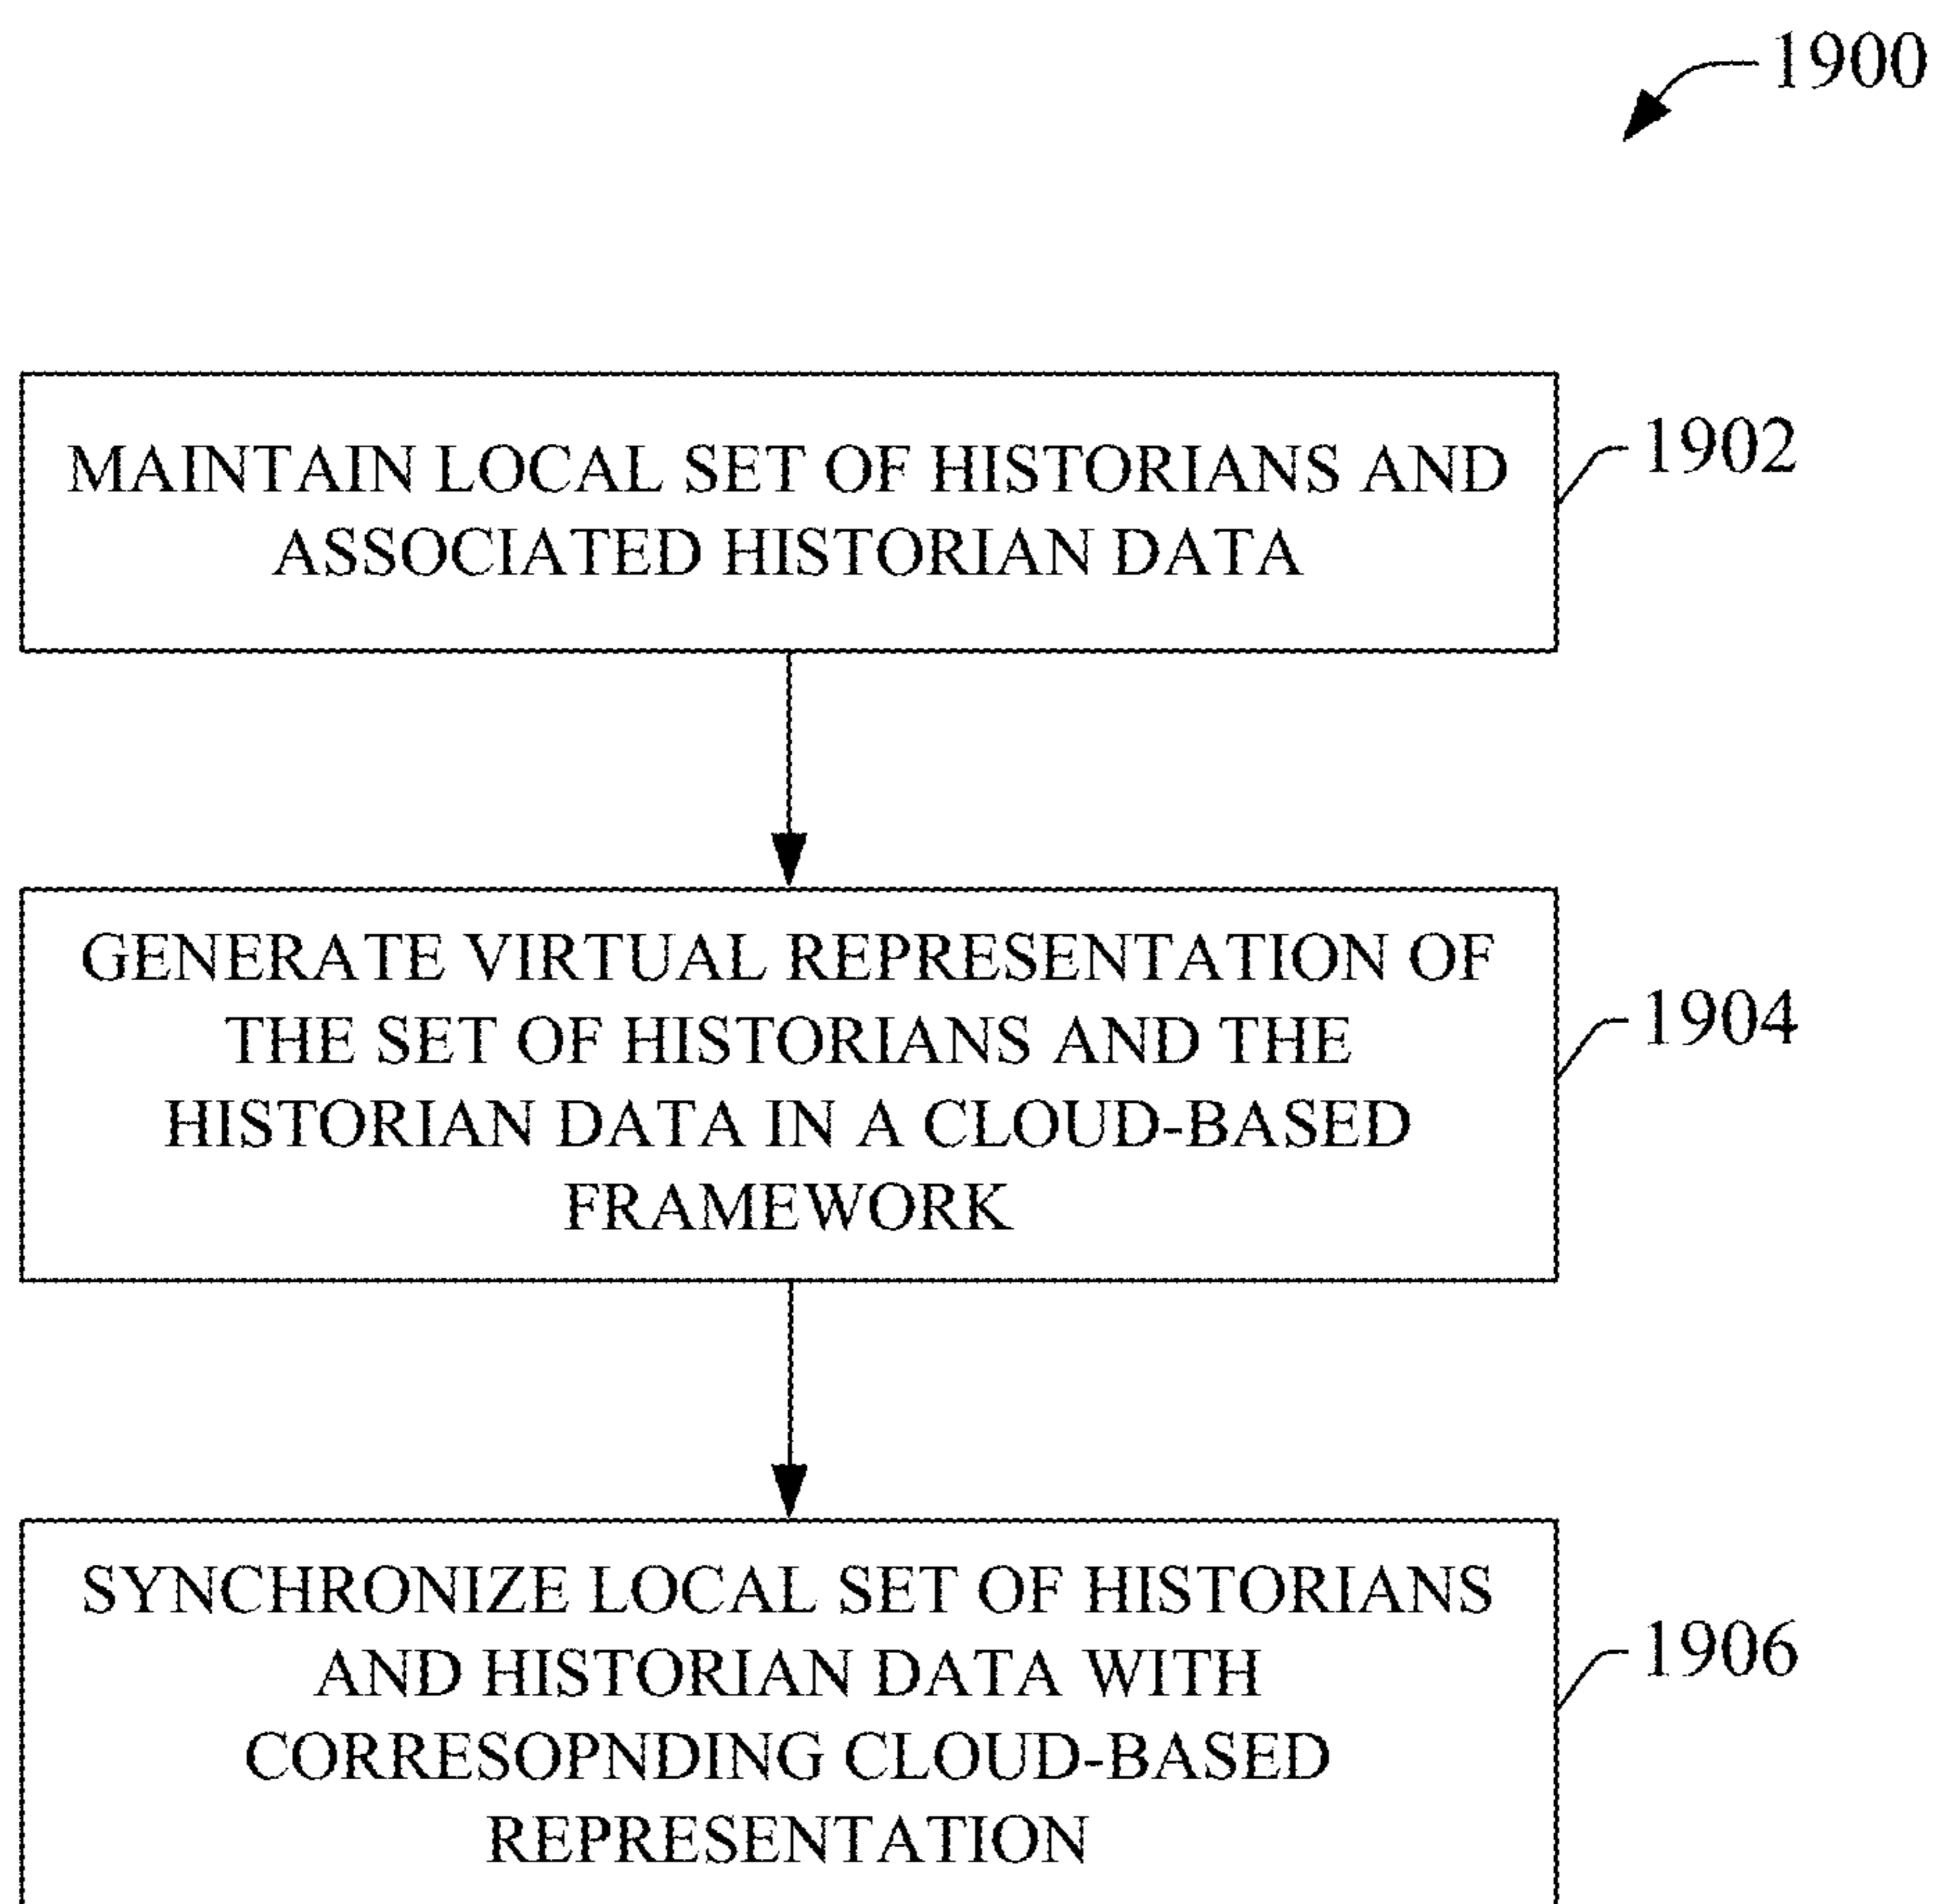 1900
MAINTAIN LOCAL SET OF HISTORIANS AND
ASSOCIATED HISTORIAN DATA
1902
GENERATE VIRTUAL REPRESENTATION OF
THE SET OF HISTORIANS AND THE
HISTORIAN DATA IN A CLOUD-BASED
FRAMEWORK
1904
SYNCHRONIZE LOCAL SET OF HISTORIANS
AND HISTORIAN DATA WITH
CORRESOPNDING CLOUD-BASED
REPRESENTATION
1906